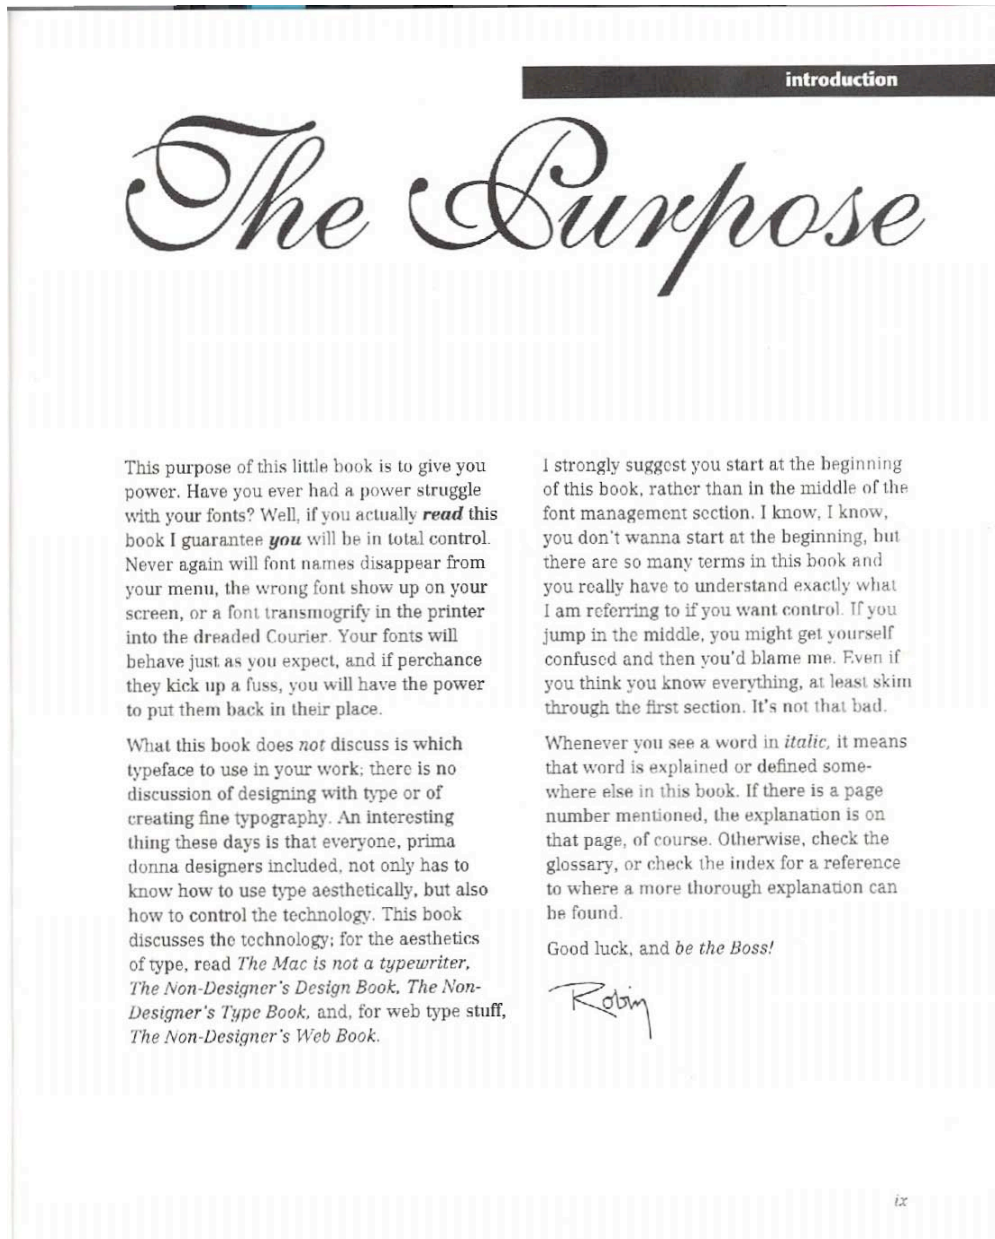 introduction
The Purpose
This purpose of this little book is to give you
power. Have you ever had a power struggle
with your fonts? Well, if you actually read this
book I guarantee you will be in total control.
Never again will font names disappear from
your menu, the wrong font show up on your
screen, or a font transmogrify in the printer
into the dreaded Courier. Your fonts will
behave just as you expect, and if perchance
they kick up a fuss, you will have the power
to put them back in their place.
What this book does not discuss is which
typeface to use in your work; there is no
discussion of designing with type or of
creating fine typography. An interesting
thing these days is that everyone, prima
donna designers included, not only has to
know how to use type aesthetically, but also
how to control the technology. This book
discusses the technology; for the aesthetics
of type, read The Mac is not a typewriter,
The Non-Designer's Design Book, The Non-
Designer's Type Book, and, for web type stuff,
The Non-Designer's Web Book.
I strongly suggest you start at the beginning
of this book, rather than in the middle of the
font management section. I know, I know,
you don't wanna start at the beginning, but
there are so many terms in this book and
you really have to understand exactly what
I am referring to if you want control. If you
jump in the middle, you might get yourself
confused and then you'd blame me. Even if
you think you know everything, at least skim
through the first section. It's not that bad.
Whenever you see a word in italic, it means
that word is explained or defined some-
where else in this book. If there is a page
number mentioned, the explanation is on
that page, of course. Otherwise, check the
glossary, or check the index for a reference
to where a more thorough explanation can
be found.
Good luck, and be the Boss!
Robin
ix